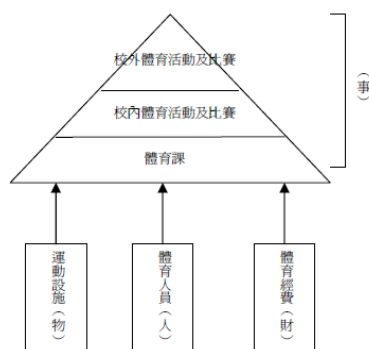 校外體育活動及比賽
校內體育活動及比賽
體育課
（事）
運動設施（物）
體育人員（人）
體育經費（財）